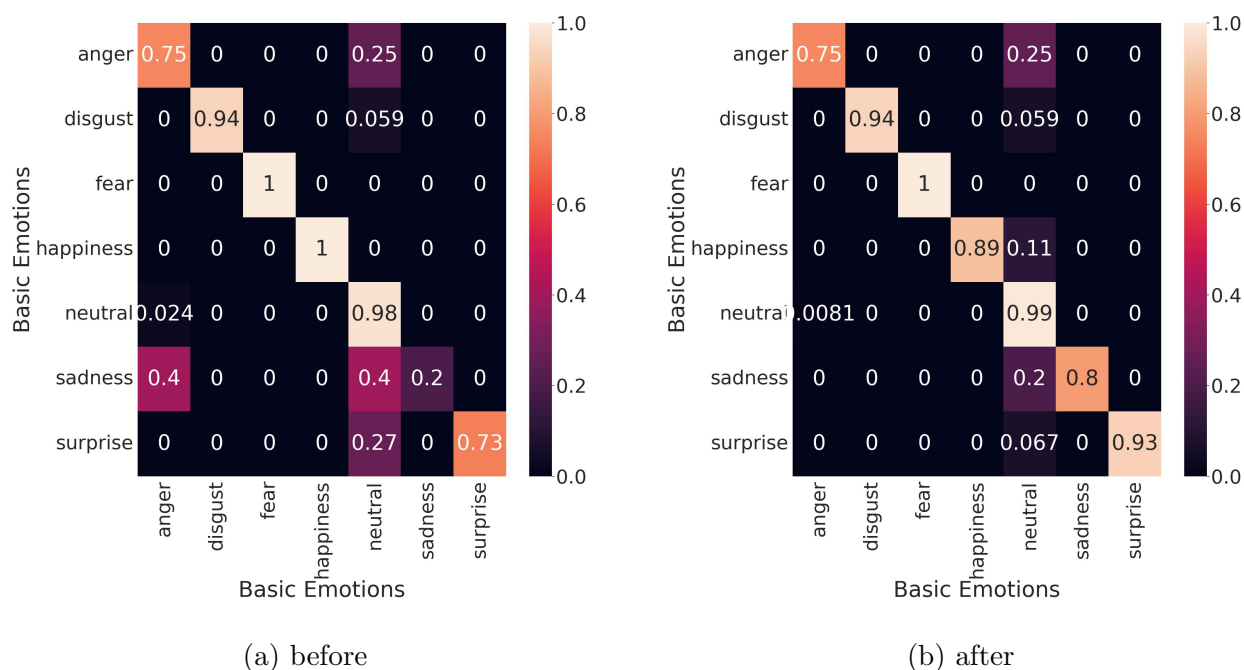 Basic Emotions
anger 0.75 0 0 0 0.25 0 0
disgust 0 0.94 0 0 0.059 0 0
fear 0 0 1 0 0 0 0
happiness 0 0 0 1 0 0 0
neutral 0.024 0 0 0 0.98 0 0
sadness 0.4 0 0 0 0.4 0.2 0
surprise 0 0 0 0 0.27 0 0.73
anger disgust fear happiness neutral sadness surprise
Basic Emotions
1.0
0.8
0.6
0.4
0.2
0.0
(a) before
Basic Emotions
anger 0.75 0 0 0 0.25 0 0
disgust 0 0.94 0 0 0.059 0 0
fear 0 0 1 0 0 0 0
happiness 0 0 0 0.89 0.11 0 0
neutral 0.0081 0 0 0 0.99 0 0
sadness 0 0 0 0 0.2 0.8 0
surprise 0 0 0 0 0.067 0 0.93
anger disgust fear happiness neutral sadness surprise
Basic Emotions
1.0
0.8
0.6
0.4
0.2
0.0
(b) after